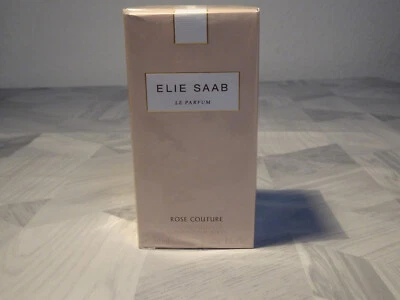 ELIE SAAB
LE PARFUM
ROSE COUTURE